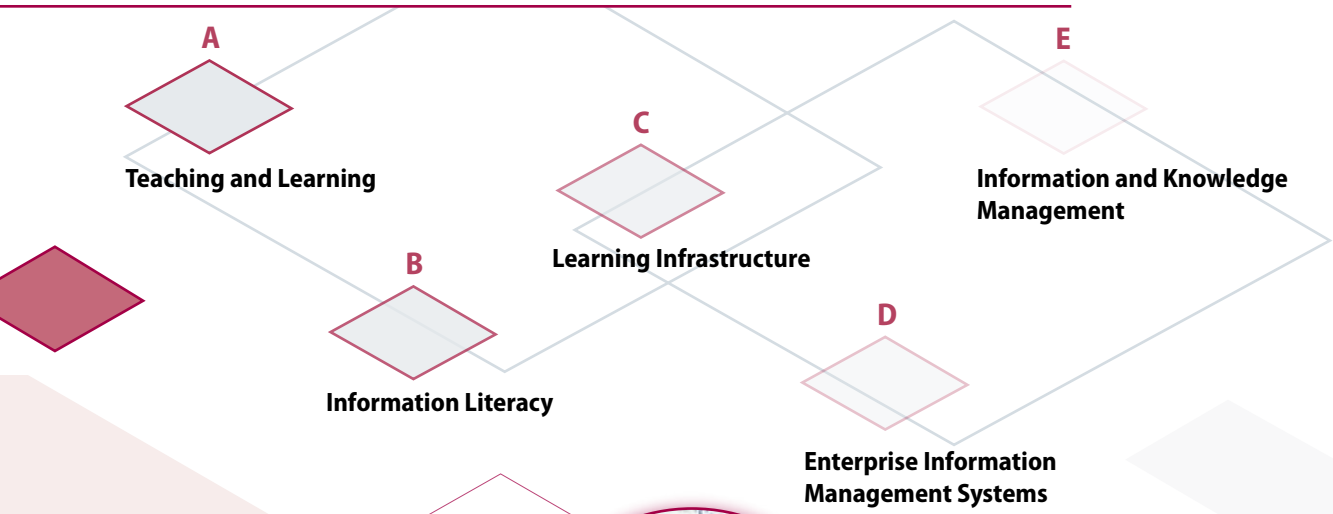 A
Teaching and Learning
B
Information Literacy
C
Learning Infrastructure
D
Enterprise Information
Management Systems
E
Information and Knowledge
Management